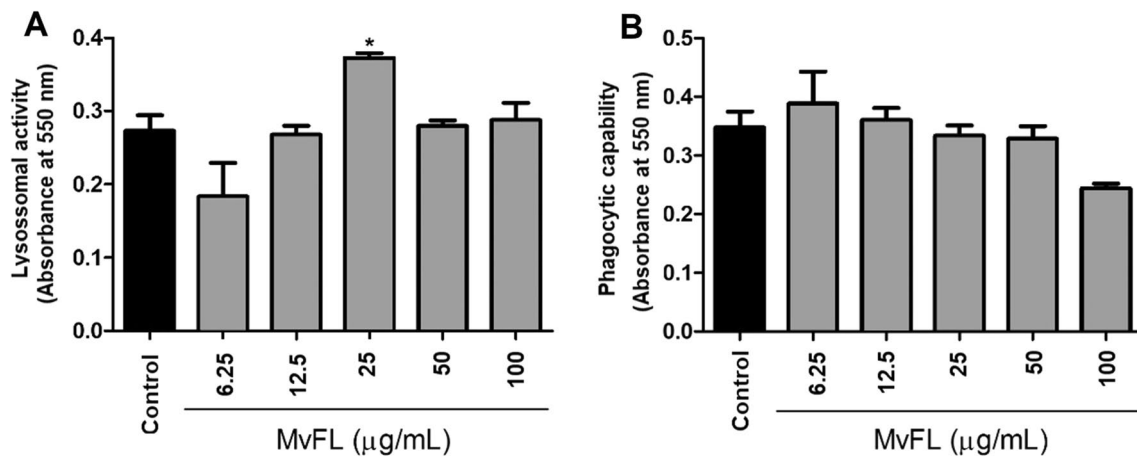 A
Lysossomal activity
(Absorbance at 550 nm)
0.4
0.3
0.2
0.1
0.0
*
Control
6.25
12.5
25
50
100
MvFL (μg/mL)
B
Phagocytic capability
(Absorbance at 550 nm)
0.5
0.4
0.3
0.2
0.1
0.0
Control
6.25
12.5
25
50
100
MvFL (μg/mL)